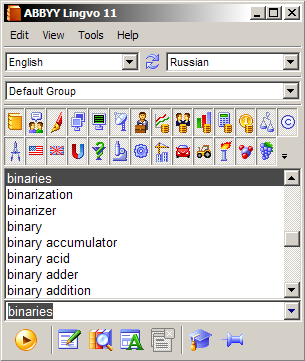 ABBYY Lingvo 11
Edit View Tools Help
English Russian
Default Group
binaries
binarization
binarizer
binary
binary accumulator
binary acid
binary adder
binary addition
binaries